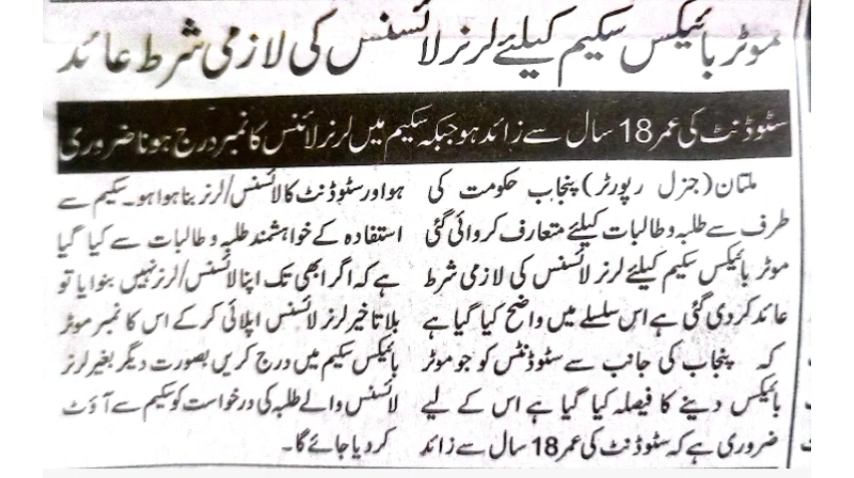 موٹر بائیکس سکیم کیلئے لرنر لائسنس کی لازمی شرط عائد
سٹوڈنٹ کی عمر 18 سال سے زائد ہو جبکہ سکیم میں لرنر لائنس کا نمبر درج ہونا ضروری
ملتان (جنرل رپورٹر) پنجاب حکومت کی
طرف سے طلبہ و طالبات کیلئے متعارف کروائی گئی
موٹر بائیکس سکیم کیلئے لرنر لائسنس کی لازمی شرط
عائد کر دی گئی ہے اس سلسلے میں واضح کیا گیا ہے
کہ پنجاب کی جانب سے سٹوڈنٹس کو جو موٹر
بائیکس دینے کا فیصلہ کیا گیا ہے اس کے لیے
ضروری ہے کہ سٹوڈنٹ کی عمر 18 سال سے زائد
ہو اور سٹوڈنٹ کا لائسنس/لرنر بنا ہوا ہو۔ سکیم سے
استفادہ کے خواہشمند طلبہ و طالبات سے کہا گیا
ہے کہ اگر ابھی تک اپنا لائسنس/لرنر نہیں بنوایا تو
بلا تاخیر لرنر لائسنس اپلائی کر کے اس کا نمبر موٹر
بائیکس سکیم میں درج کریں بصورت دیگر بغیر لرنر
لائسنس والے طلبہ کی درخواست کو سکیم سے آؤٹ
کر دیا جائے گا۔